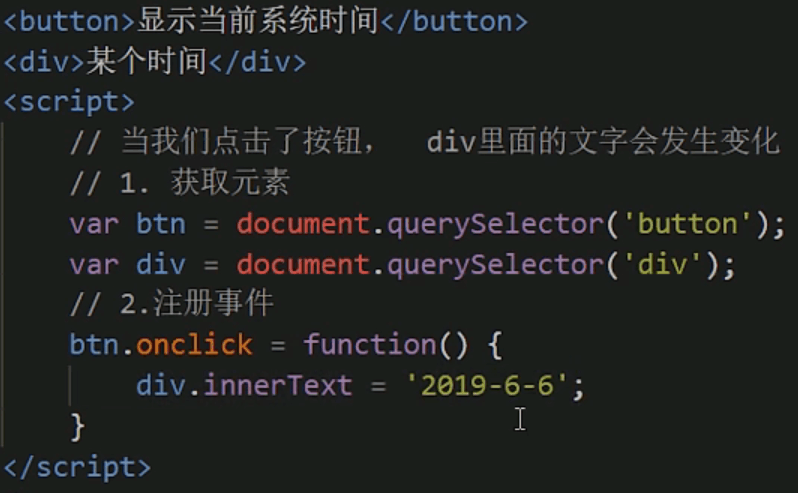 <button>显示当前系统时间</button>
<div>某个时间</div>
<script>
// 当我们点击了按钮， div里面的文字会发生变化
// 1. 获取元素
var btn = document.querySelector('button');
var div = document.querySelector('div');
// 2.注册事件
btn.onclick = function() {
div.innerText = '2019-6-6';
}
</script>